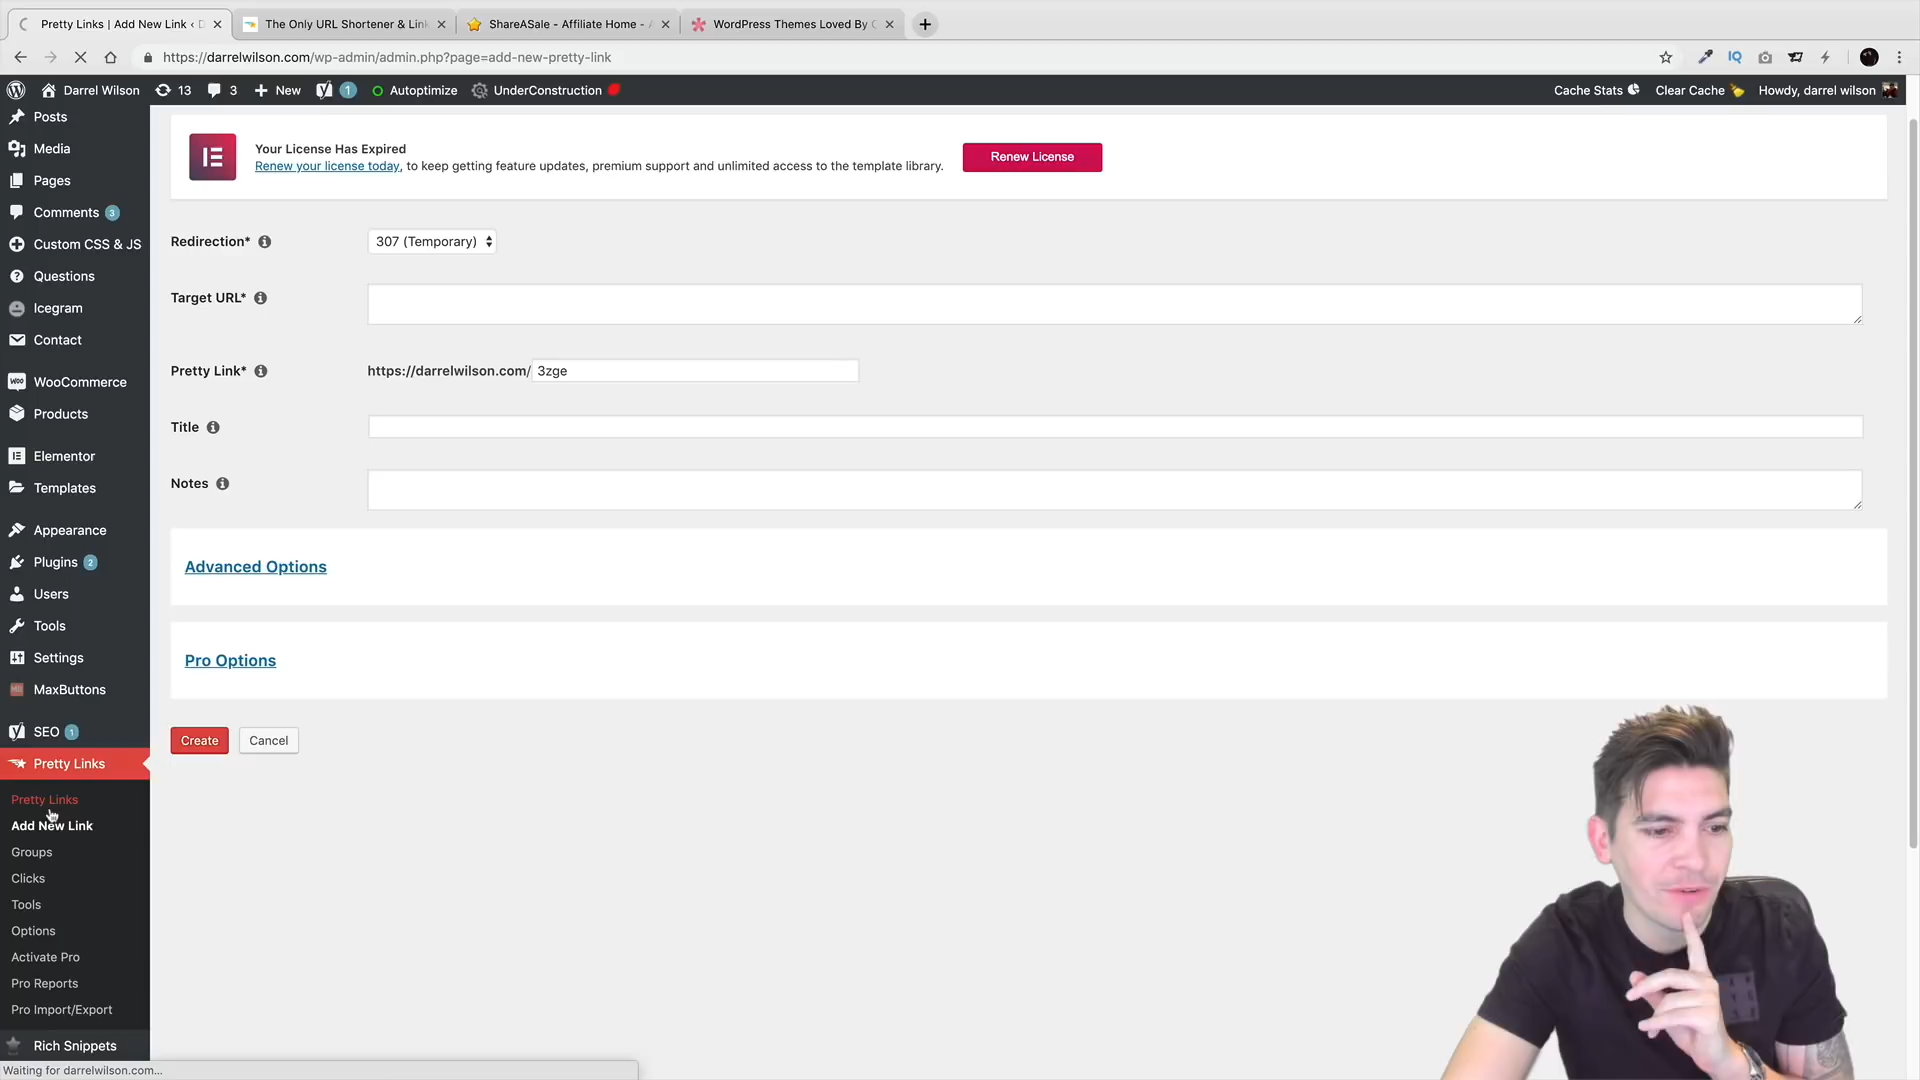 Pretty Links | Add New Link ‹ D
The Only URL Shortener & Link
ShareASale - Affiliate Home - A
WordPress Themes Loved By
https://darrelwilson.com/wp-admin/admin.php?page=add-new-pretty-link
IQ
Darrel Wilson
13
3
New
1
Autoptimize
UnderConstruction
Cache Stats
Clear Cache
Howdy, darrel wilson
Posts
Media
Pages
Comments 3
Custom CSS & JS
Questions
Icegram
Contact
WooCommerce
Products
Elementor
Templates
Appearance
Plugins 2
Users
Tools
Settings
MaxButtons
SEO 1
Pretty Links
Pretty Links
Add New Link
Groups
Clicks
Tools
Options
Activate Pro
Pro Reports
Pro Import/Export
Rich Snippets
Waiting for darrelwilson.com...
Your License Has Expired
Renew your license today, to keep getting feature updates, premium support and unlimited access to the template library.
Renew License
Redirection*
307 (Temporary)
Target URL*
Pretty Link*
https://darrelwilson.com/ 3zge
Title
Notes
Advanced Options
Pro Options
Create
Cancel